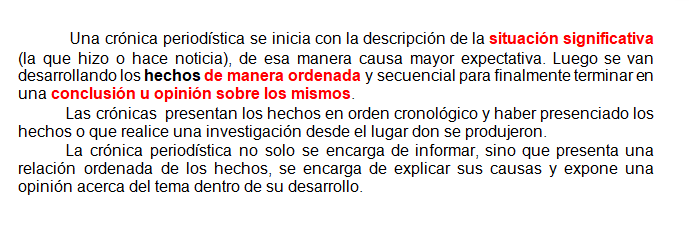 Una crónica periodística se inicia con la descripción de la situación significativa
(la que hizo o hace noticia), de esa manera causa mayor expectativa. Luego se van
desarrollando los hechos de manera ordenada y secuencial para finalmente terminar en
una conclusión u opinión sobre los mismos.
Las crónicas presentan los hechos en orden cronológico y haber presenciado los
hechos o que realice una investigación desde el lugar don se produjeron.
La crónica periodística no solo se encarga de informar, sino que presenta una
relación ordenada de los hechos, se encarga de explicar sus causas y expone una
opinión acerca del tema dentro de su desarrollo.